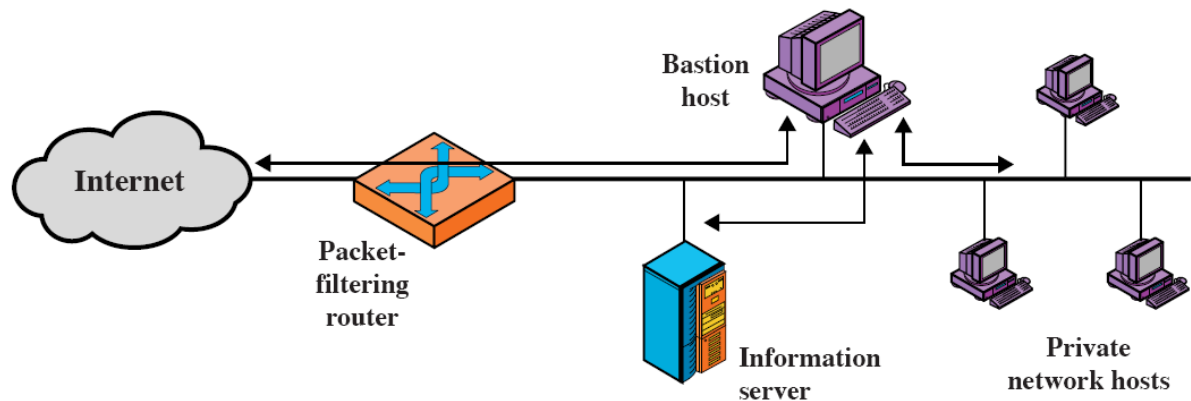 Bastion
host
Internet
Packet-
filtering
router
Information
server
Private
network hosts